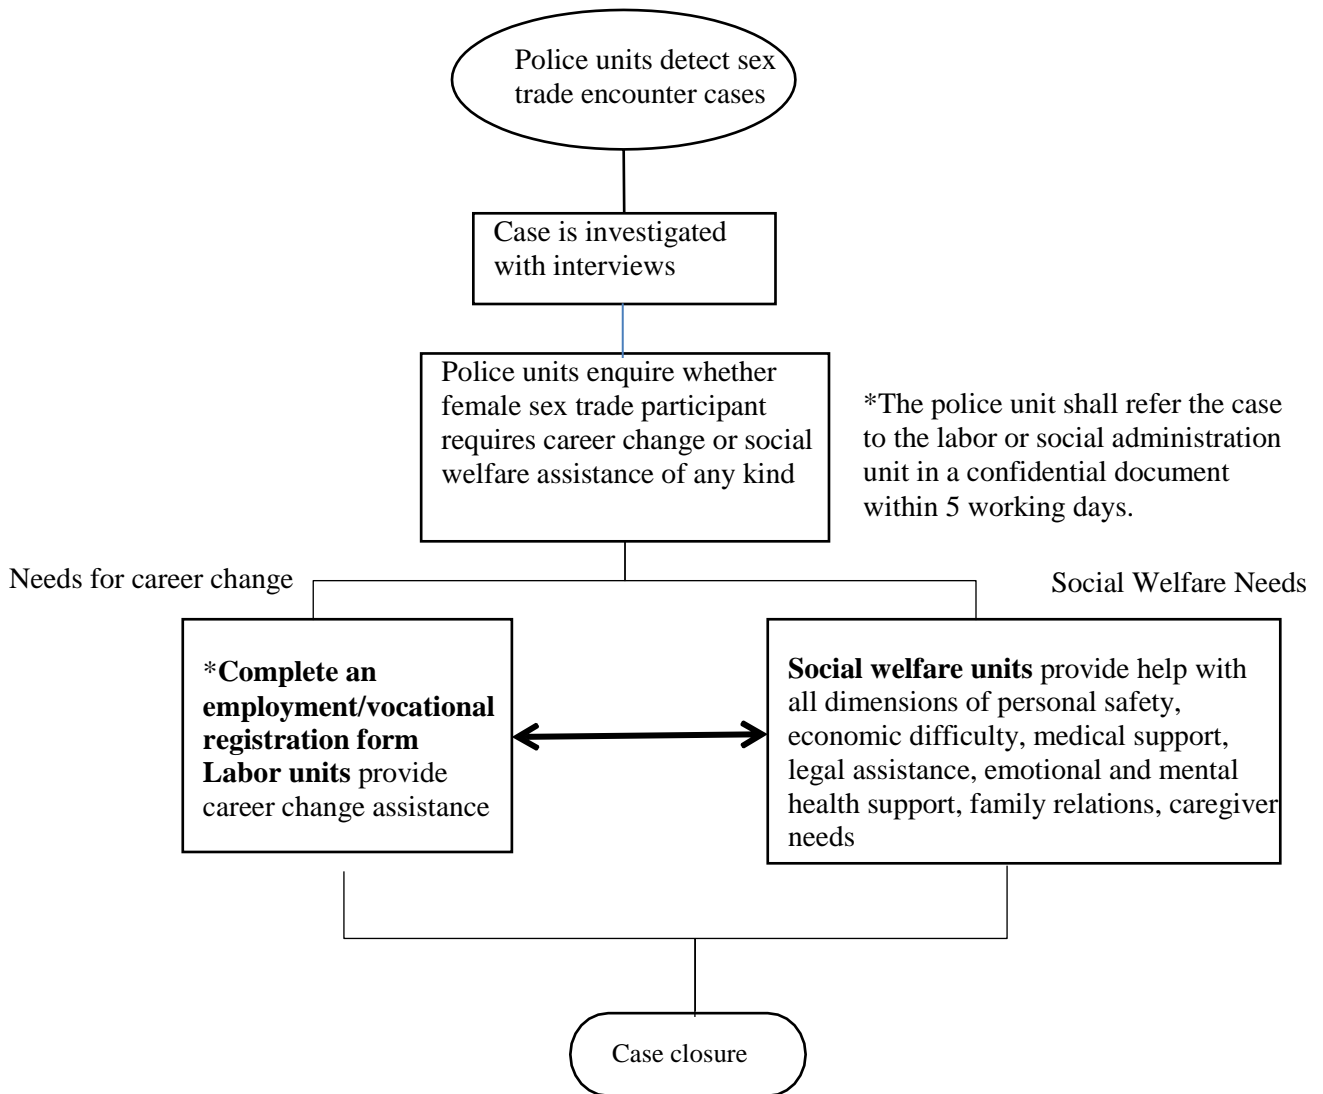 Police units detect sex
trade encounter cases
Case is investigated
with interviews
Police units enquire whether
female sex trade participant
requires career change or social
welfare assistance of any kind
*The police unit shall refer the case
to the labor or social administration
unit in a confidential document
within 5 working days.
Needs for career change
Social Welfare Needs
*Complete an
employment/vocational
registration form
Labor units provide
career change assistance
Social welfare units provide help with
all dimensions of personal safety,
economic difficulty, medical support,
legal assistance, emotional and mental
health support, family relations, caregiver
needs
Case closure